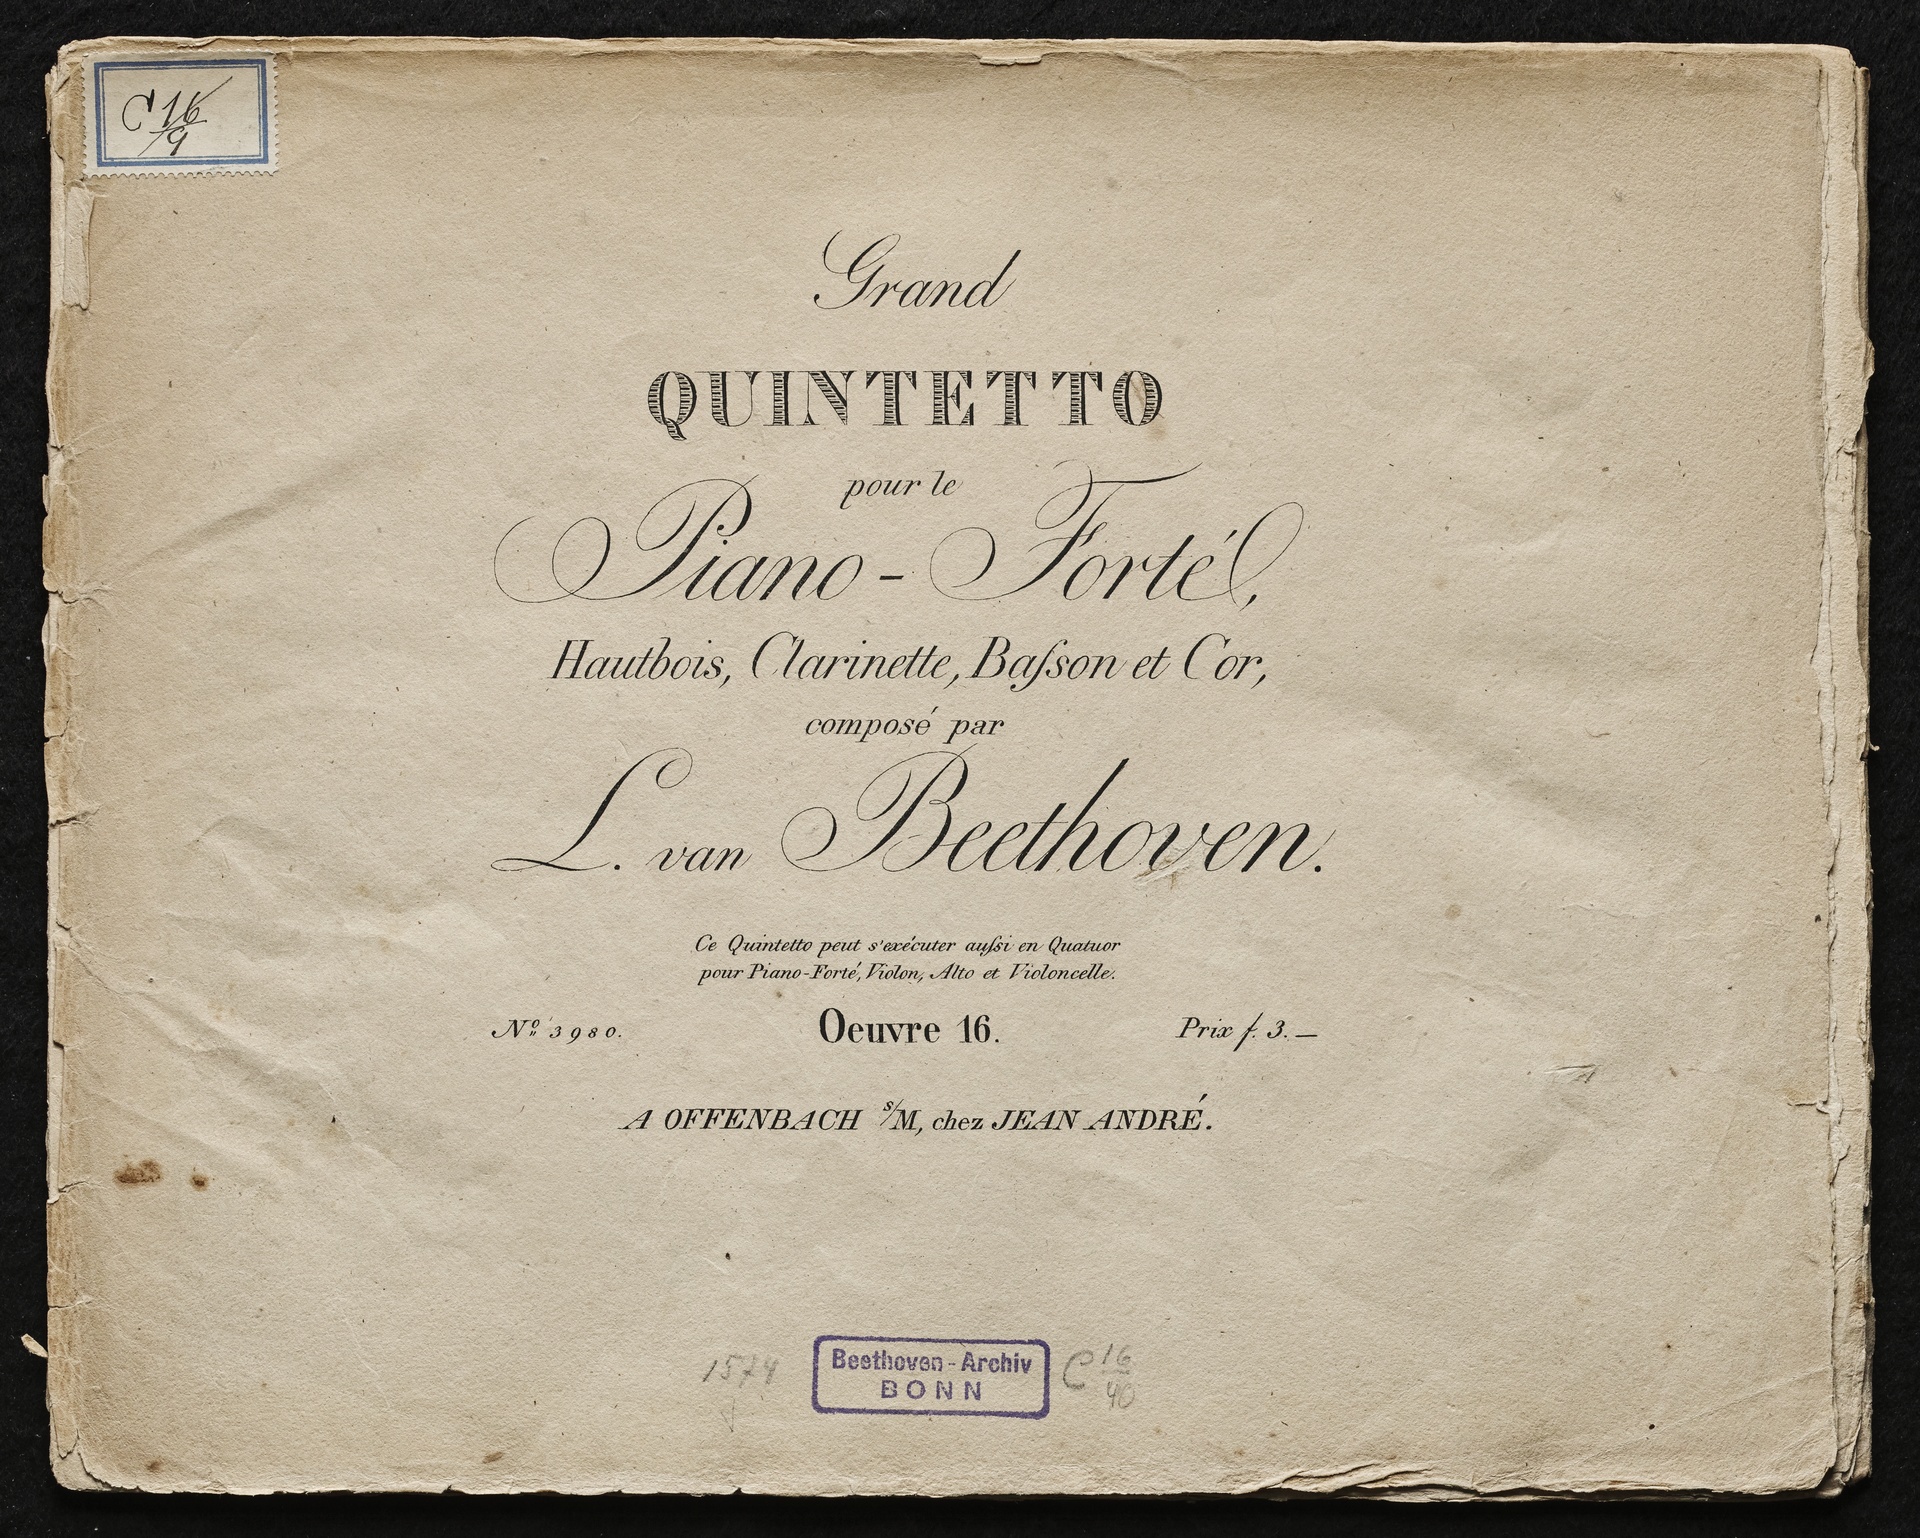 C 16/9
Grand
QUINTETTO
pour le
Piano - Forté,
Hautbois, Clarinette, Baſson et Cor,
composé par
L. van Beethoven.
Ce Quintetto peut s'exécuter auſsi en Quatuor
pour Piano-Forté, Violon, Alto et Violoncelle.
No. 3980. Oeuvre 16. Prix f. 3. —
A OFFENBACH s/M, chez JEAN ANDRÉ.
1574 Beethoven-Archiv C 16/40
BONN